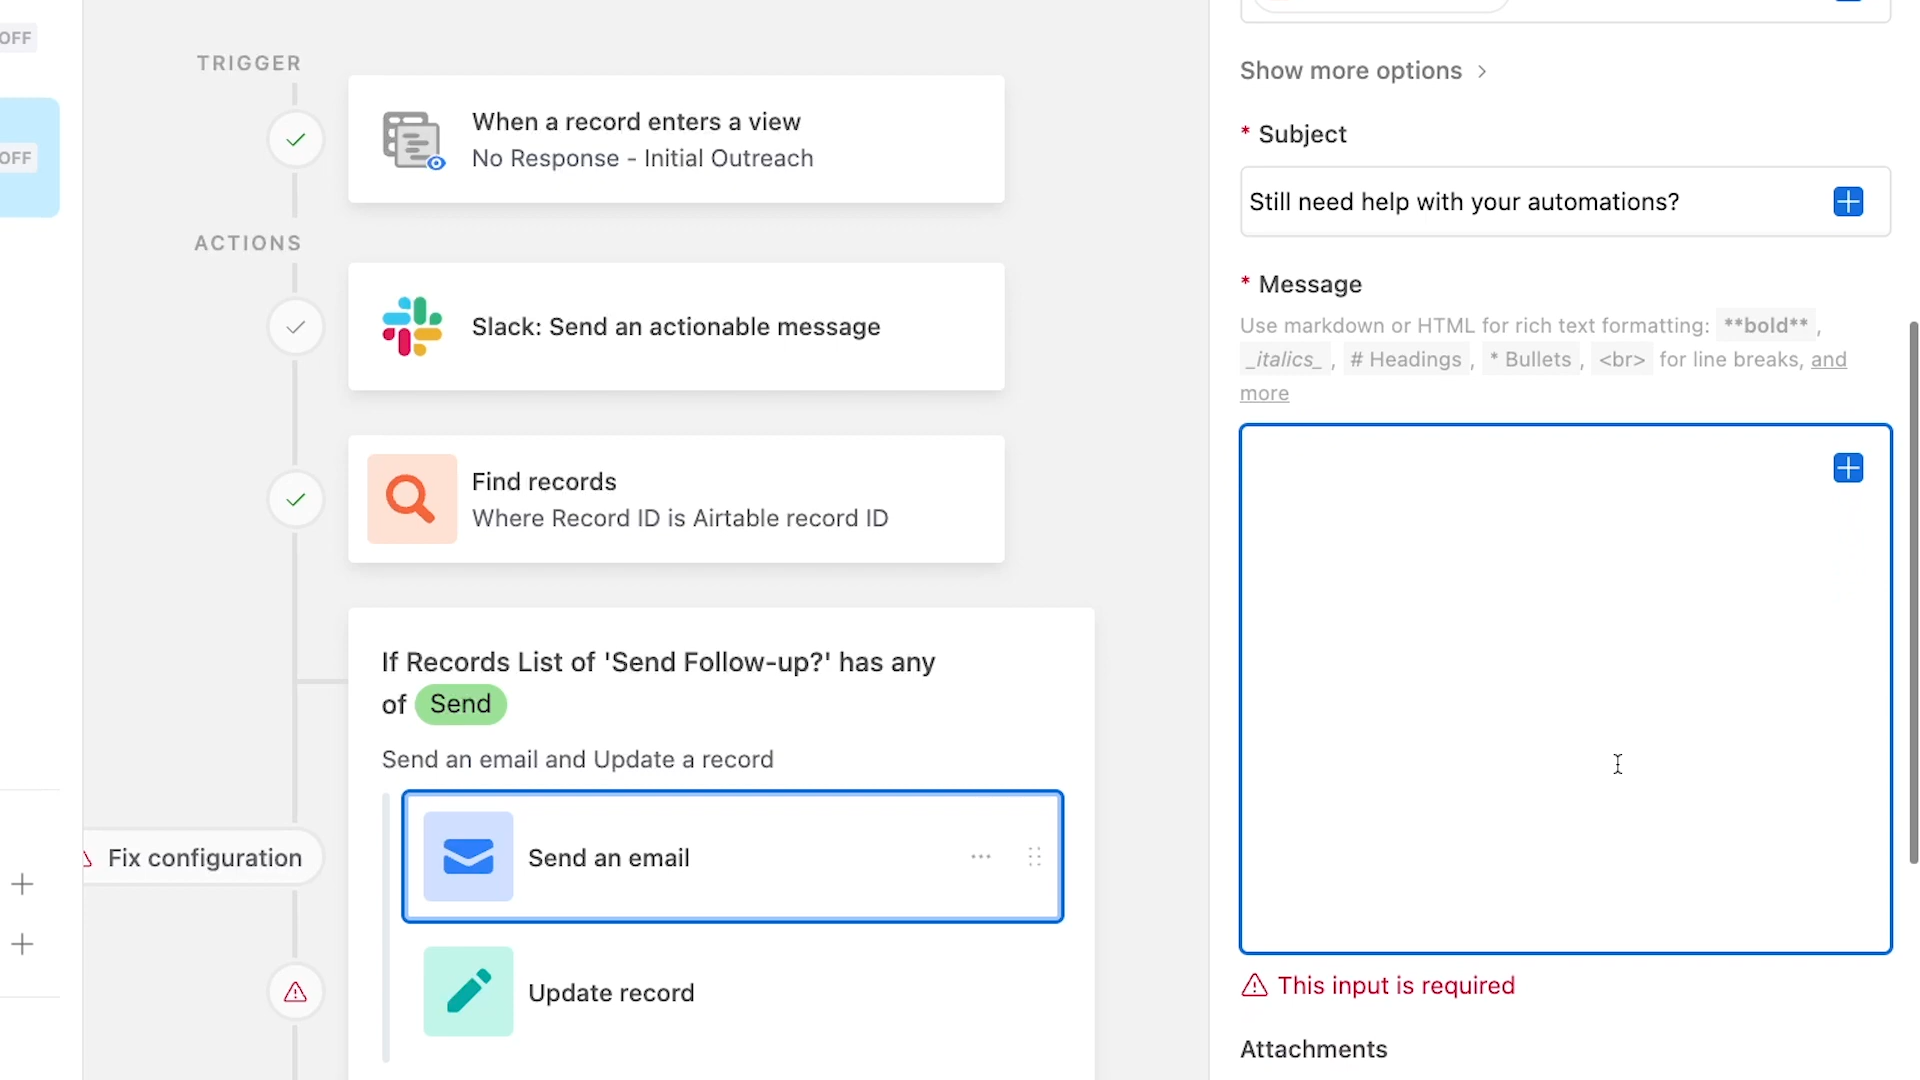 OFF
OFF
TRIGGER
When a record enters a view
No Response - Initial Outreach
ACTIONS
Slack: Send an actionable message
Find records
Where Record ID is Airtable record ID
If Records List of 'Send Follow-up?' has any
of Send
Send an email and Update a record
Fix configuration
Send an email
Update record
Show more options
* Subject
Still need help with your automations?
* Message
Use markdown or HTML for rich text formatting: **bold** ,
_italics_ , # Headings , * Bullets , <br> for line breaks, and
more
This input is required
Attachments